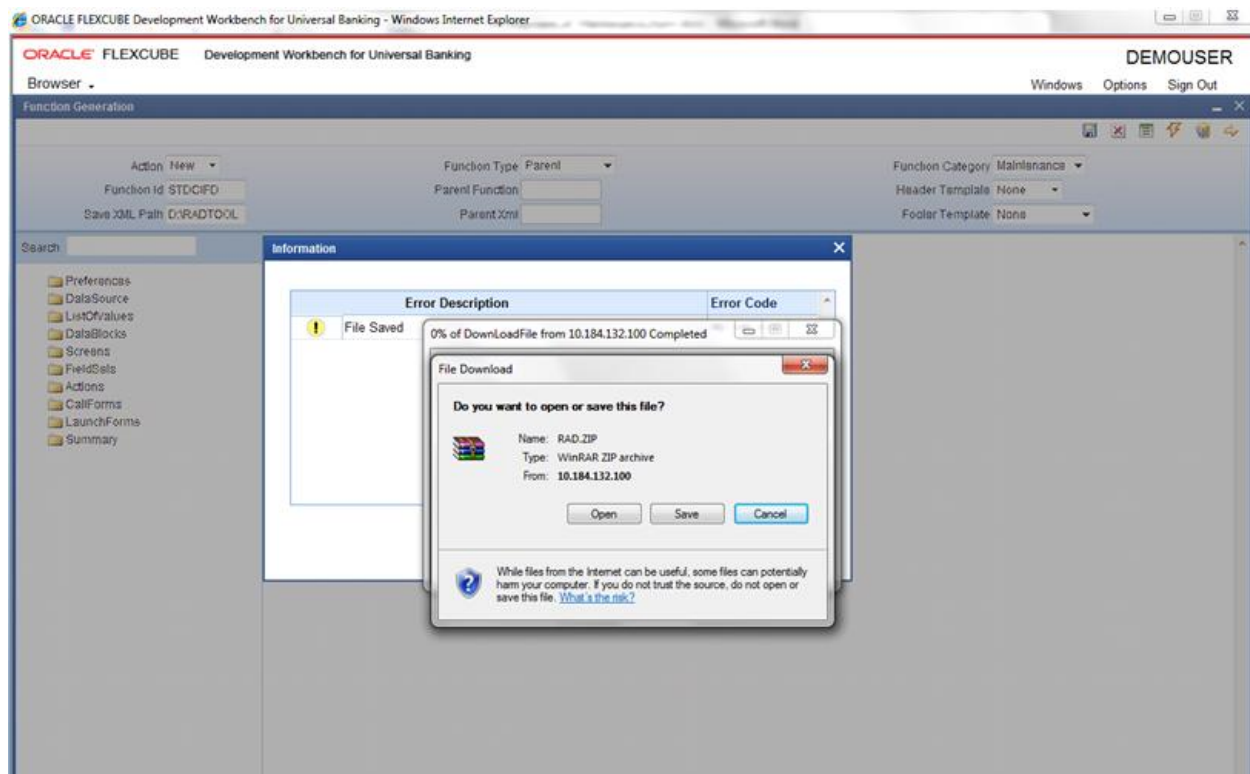 ORACLE FLEXCUBE Development Workbench for Universal Banking - Windows Internet Explorer
ORACLE FLEXCUBE Development Workbench for Universal Banking
DEMOUSER
Browser
Windows Options Sign Out
Function Generation
Action New Function Type Parent Function Category Maintenance
Function Id STDCIFD Parent Function Header Template None
Save XML Path D:\RADTOOL Parent Xml Footer Template None
Search
Preferences
DataSource
ListOfValues
DataBlocks
Screens
FieldSets
Actions
CallForms
LaunchForms
Summary
Information
Error Description Error Code
File Saved
0% of DownLoadFile from 10.184.132.100 Completed
File Download
Do you want to open or save this file?
Name: RAD.ZIP
Type: WinRAR ZIP archive
From: 10.184.132.100
Open Save Cancel
While files from the Internet can be useful, some files can potentially
harm your computer. If you do not trust the source, do not open or
save this file. What's the risk?